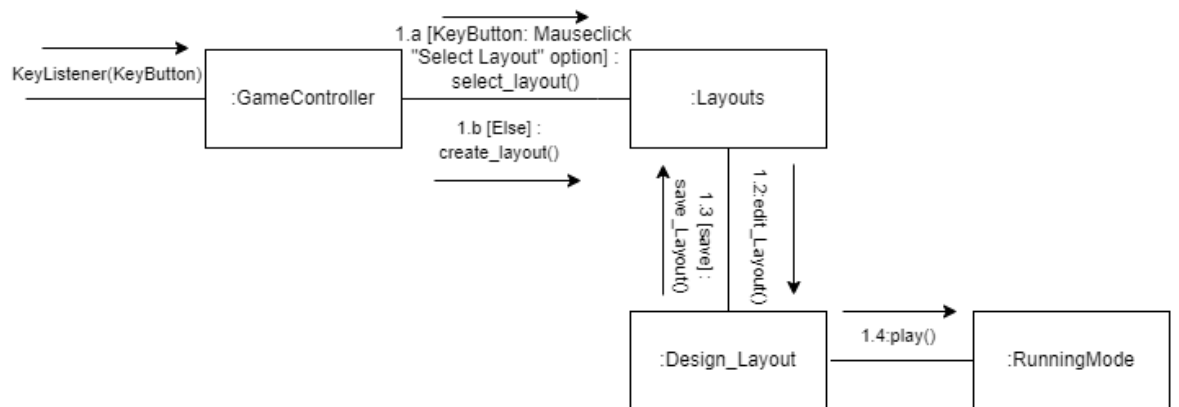 1.a [KeyButton: Mauseclick
"Select Layout" option] :
select_layout()
KeyListener(KeyButton)
:GameController
:Layouts
1.b [Else] :
create_layout()
1.3 [save] :
save_Layout()
1.2:edit_Layout()
:Design_Layout
1.4:play()
:RunningMode